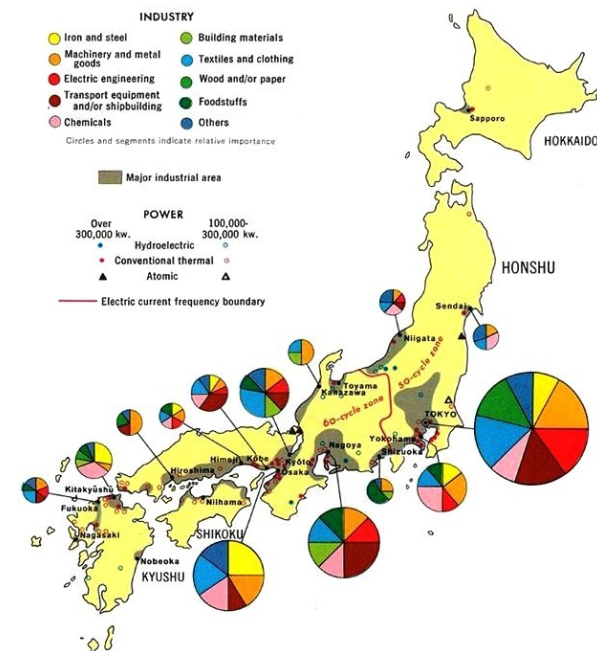 INDUSTRY
Iron and steel
Machinery and metal
goods
Electric engineering
Transport equipment
and/or shipbuilding
Chemicals
Building materials
Textiles and clothing
Wood and/or paper
Foodstuffs
Others
Circles and segments indicate relative importance
Major industrial area
POWER
Over
300,000 kw.
100,000-
300,000 kw.
Hydroelectric
Conventional thermal
Atomic
Electric current frequency boundary
Sapporo
HOKKAIDO
HONSHU
Sendai
Niigata
50-cycle zone
Toyama
Kanazawa
60-cycle zone
TOKYO
Nagoya
Yokohama
Shizuoka
Kyōto
Kōbe
Osaka
Himeji
Hiroshima
Kitakyūshū
Niihama
Fukuoka
SHIKOKU
Nagasaki
Nobeoka
KYUSHU